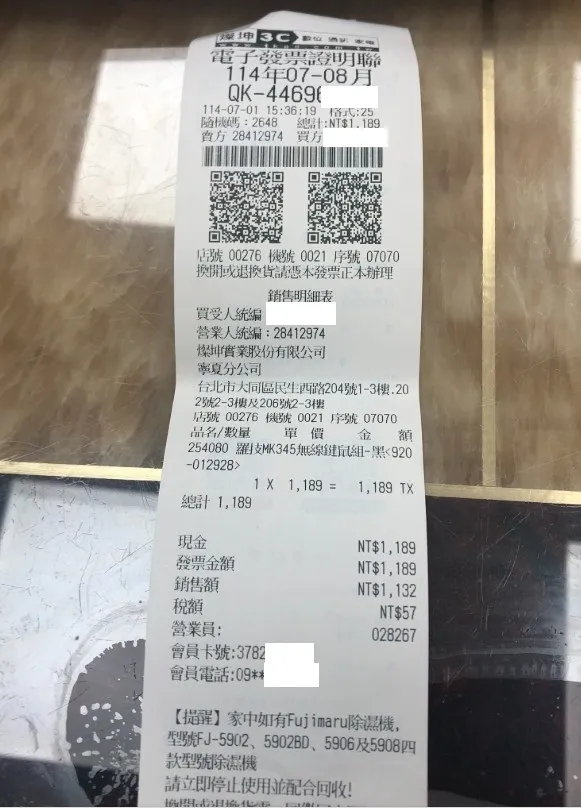 燦坤 3C 數位 通訊 家電
www.tkec.com.tw
電子發票證明聯
114年07-08月
QK-44696
114-07-01 15:36:19 格式:25
隨機碼:2648 總計:NT$1,189
賣方 28412974 買方
店號 00276 機號 0021 序號 07070
換開或退換貨請憑本發票正本辦理
銷售明細表
買受人統編
營業人統編:28412974
燦坤實業股份有限公司
寧夏分公司
台北市大同區民生西路204號1-3樓.20
2號2-3樓及206號2-3樓
店號 00276 機號 0021 序號 07070
品名/數量 單 價 金 額
254080 羅技MK345無線鍵鼠組-黑<920
-012928>
1 X 1,189 = 1,189 TX
總計 1,189
現金 NT$1,189
發票金額 NT$1,189
銷售額 NT$1,132
稅額 NT$57
營業員: 028267
會員卡號:3782
會員電話:09**
【提醒】家中如有Fujimaru除濕機,
型號FJ-5902、5902BD、5906及5908四
款型號除濕機
請立即停止使用並配合回收!